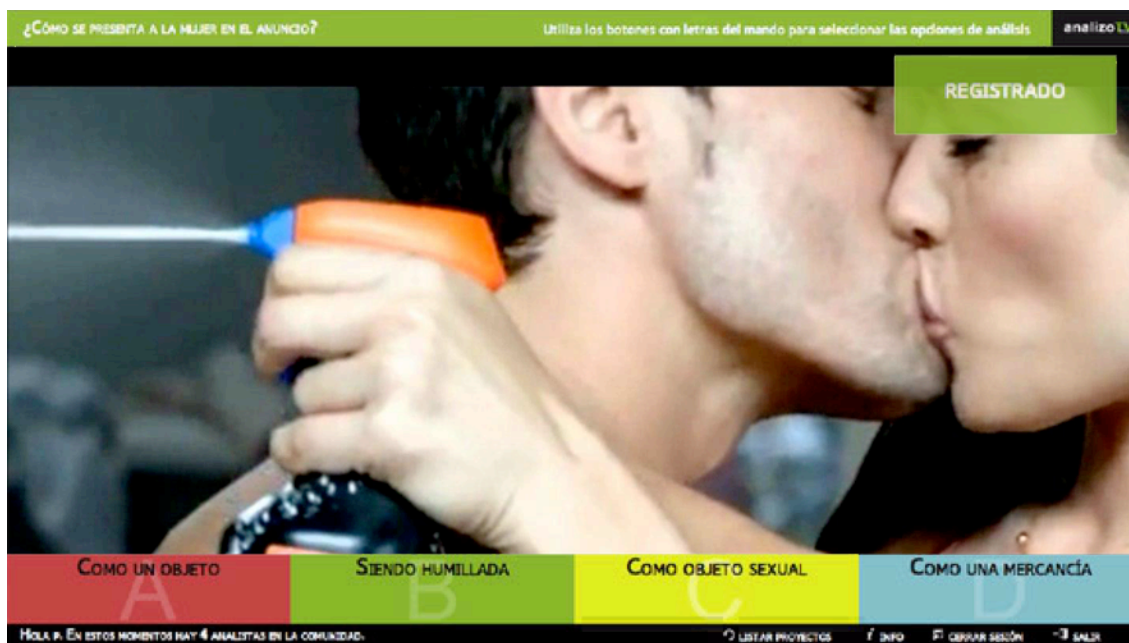 ¿CÓMO SE PRESENTA A LA MUJER EN EL ANUNCIO?
Utiliza los botones con letras del mando para seleccionar las opciones de análisis
analizoTV
REGISTRADO
COMO UN OBJETO
A
SIENDO HUMILLADA
B
COMO OBJETO SEXUAL
C
COMO UNA MERCANCÍA
D
HOLA P. EN ESTOS MOMENTOS HAY 4 ANALISTAS EN LA COMUNIDAD.
LISTAR PROYECTOS
i INFO
CERRAR SESIÓN
SALIR